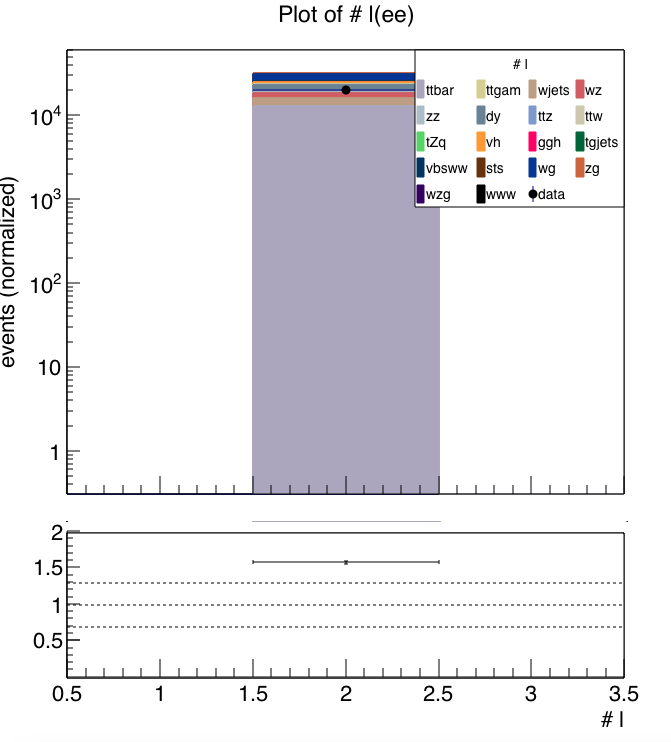 Plot of # l(ee)
# l
ttbar ttgam wjets wz
zz dy ttz ttw
tZq vh ggh tgjets
vbsww sts wg zg
wzg www data
10^4
10^3
10^2
10
1
events (normalized)
2
1.5
1
0.5
0.5 1 1.5 2 2.5 3 3.5
# l